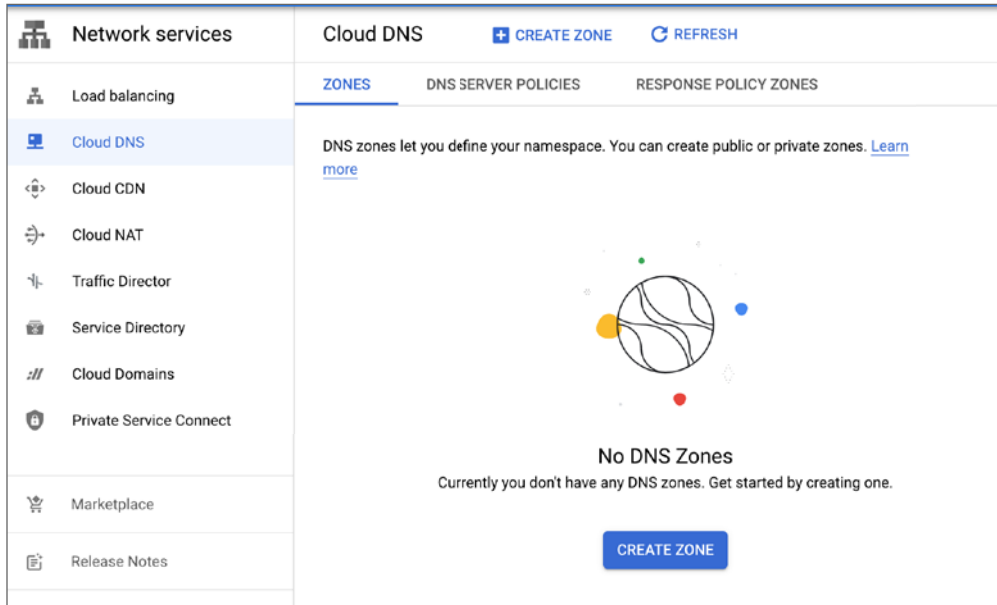 Network services
Cloud DNS
CREATE ZONE
REFRESH
Load balancing
Cloud DNS
Cloud CDN
Cloud NAT
Traffic Director
Service Directory
Cloud Domains
Private Service Connect
Marketplace
Release Notes
ZONES
DNS SERVER POLICIES
RESPONSE POLICY ZONES
DNS zones let you define your namespace. You can create public or private zones. Learn
more
No DNS Zones
Currently you don't have any DNS zones. Get started by creating one.
CREATE ZONE